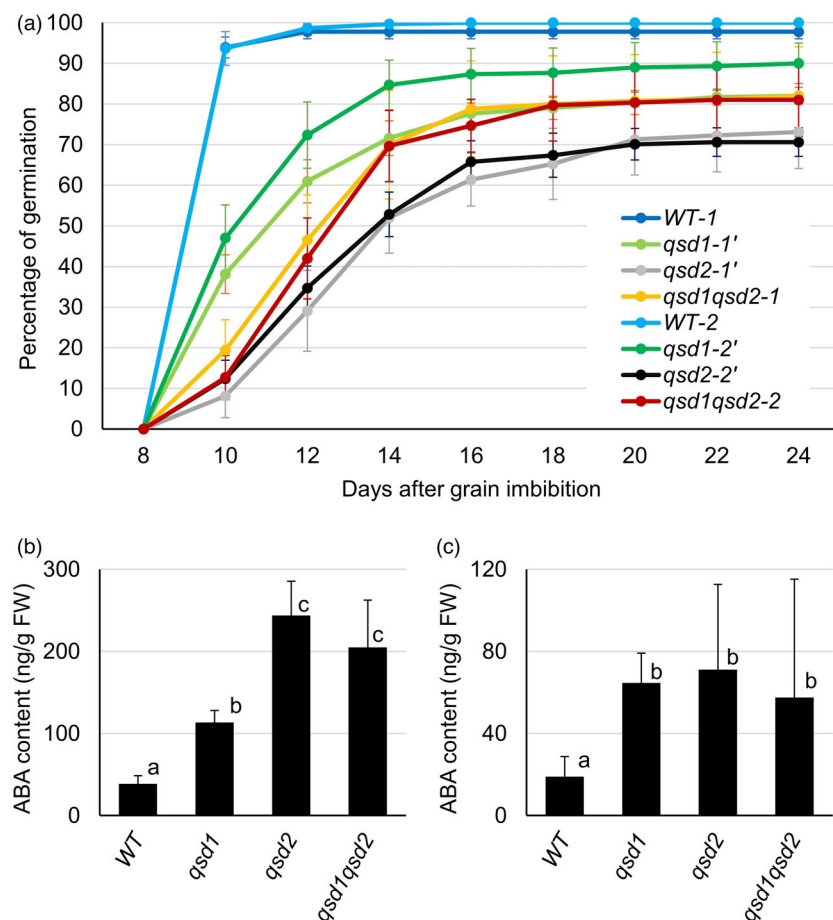 (a)
100
90
80
70
60
50
40
30
20
10
0
Percentage of germination
WT-1
qsd1-1'
qsd2-1'
qsd1qsd2-1
WT-2
qsd1-2'
qsd2-2'
qsd1qsd2-2
8 10 12 14 16 18 20 22 24
Days after grain imbibition
(b)
300
200
100
0
ABA content (ng/g FW)
a
b
c
c
WT
qsd1
qsd2
qsd1qsd2
(c)
120
80
40
0
ABA content (ng/g FW)
a
b
b
b
WT
qsd1
qsd2
qsd1qsd2